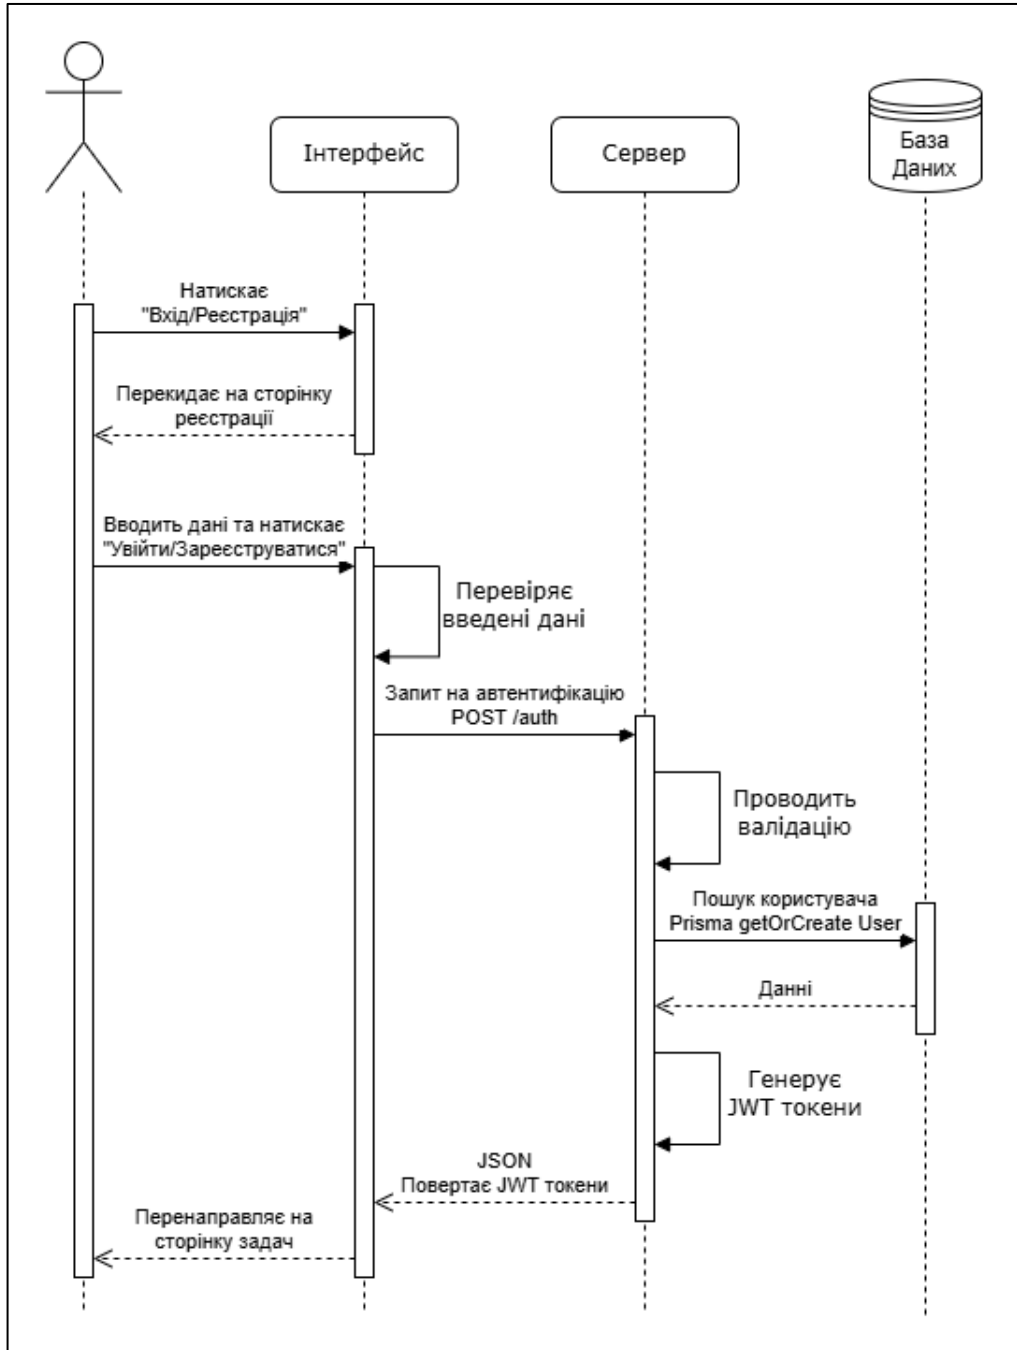 Інтерфейс
Сервер
База
Даних
Натискає
"Вхід/Реєстрація"
Перекидає на сторінку
реєстрації
Вводить дані та натискає
"Увійти/Зареєструватися"
Перевіряє
введені дані
Запит на автентифікацію
POST /auth
Проводить
валідацію
Пошук користувача
Prisma getOrCreate User
Данні
Генерує
JWT токени
JSON
Повертає JWT токени
Перенаправляє на
сторінку задач